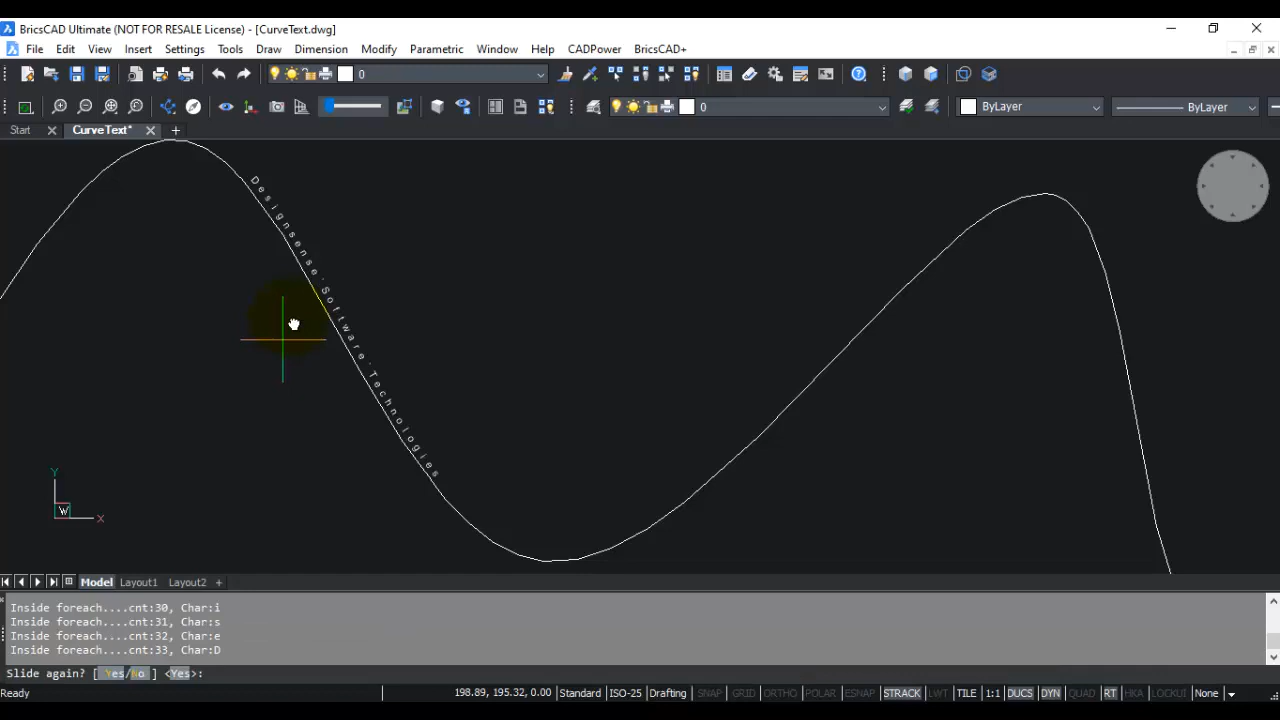 BricsCAD Ultimate (NOT FOR RESALE License) - [CurveText.dwg]
File Edit View Insert Settings Tools Draw Dimension Modify Parametric Window Help CADPower BricsCAD+
0
0 ByLayer ByLayer
Start CurveText*
Designsense Software Technologies
Y
W
X
Model Layout1 Layout2 +
Inside foreach....cnt:30, Char:i
Inside foreach....cnt:31, Char:s
Inside foreach....cnt:32, Char:e
Inside foreach....cnt:33, Char:D
Slide again? [ Yes/No ] <Yes>:
Ready 198.89, 195.32, 0.00 Standard ISO-25 Drafting SNAP GRID ORTHO POLAR ESNAP STRACK LWT TILE 1:1 DUCS DYN QUAD RT HKA LOCKUI None